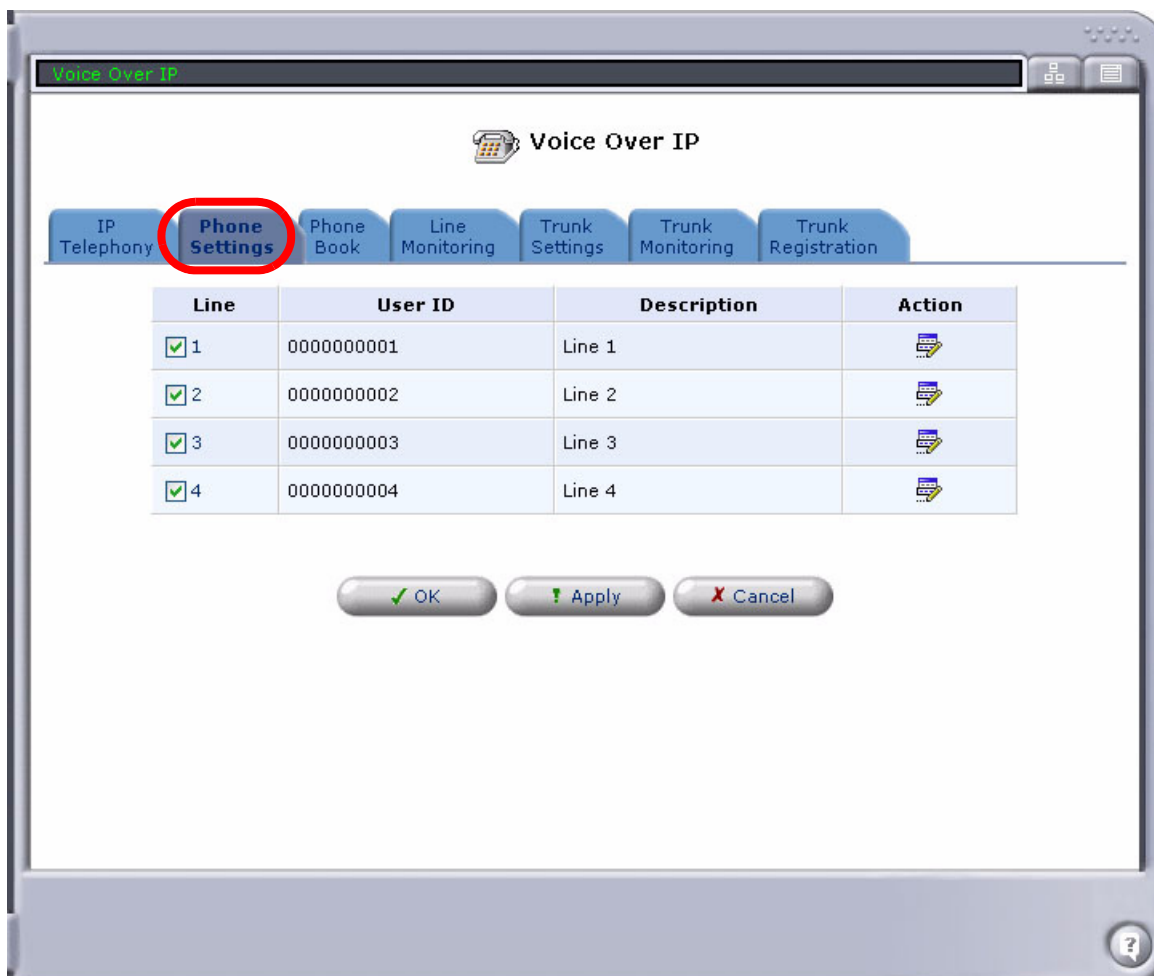 Voice Over IP
Voice Over IP
IP Telephony
Phone Settings
Phone Book
Line Monitoring
Trunk Settings
Trunk Monitoring
Trunk Registration
Line User ID Description Action
1 0000000001 Line 1
2 0000000002 Line 2
3 0000000003 Line 3
4 0000000004 Line 4
OK ! Apply X Cancel
?